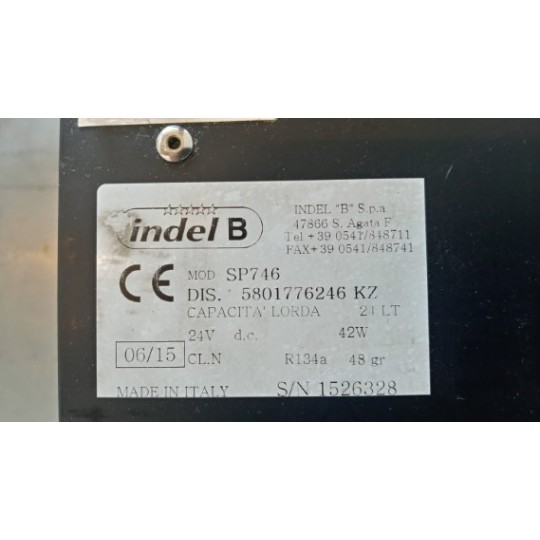 indel B
INDEL "B" S.p.a
47866 S. Agata F
Tel +39 0541/848711
FAX+39 0541/848741
CE
MOD SP746
DIS. 5801776246 KZ
CAPACITA' LORDA 21 LT
24V d.c. 42W
06/15 CL.N R134a 48 gr
MADE IN ITALY S/N 1526328